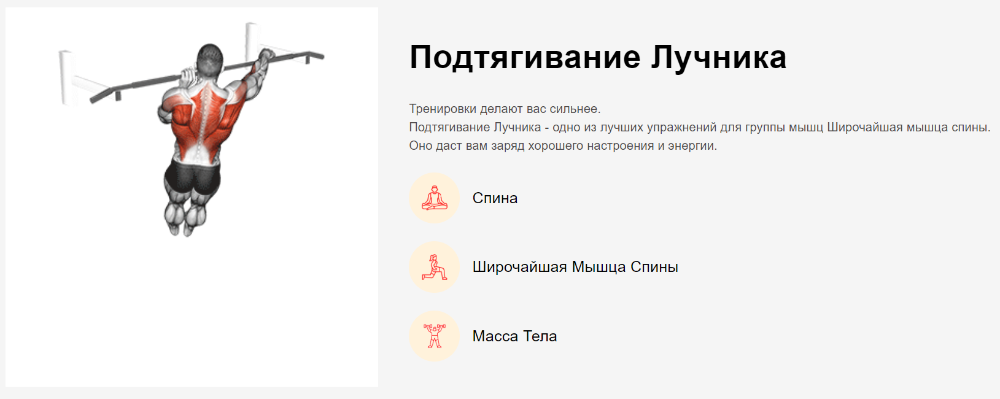 Подтягивание Лучника
Тренировки делают вас сильнее.
Подтягивание Лучника - одно из лучших упражнений для группы мышц Широчайшая мышца спины.
Оно даст вам заряд хорошего настроения и энергии.
Спина
Широчайшая Мышца Спины
Масса Тела